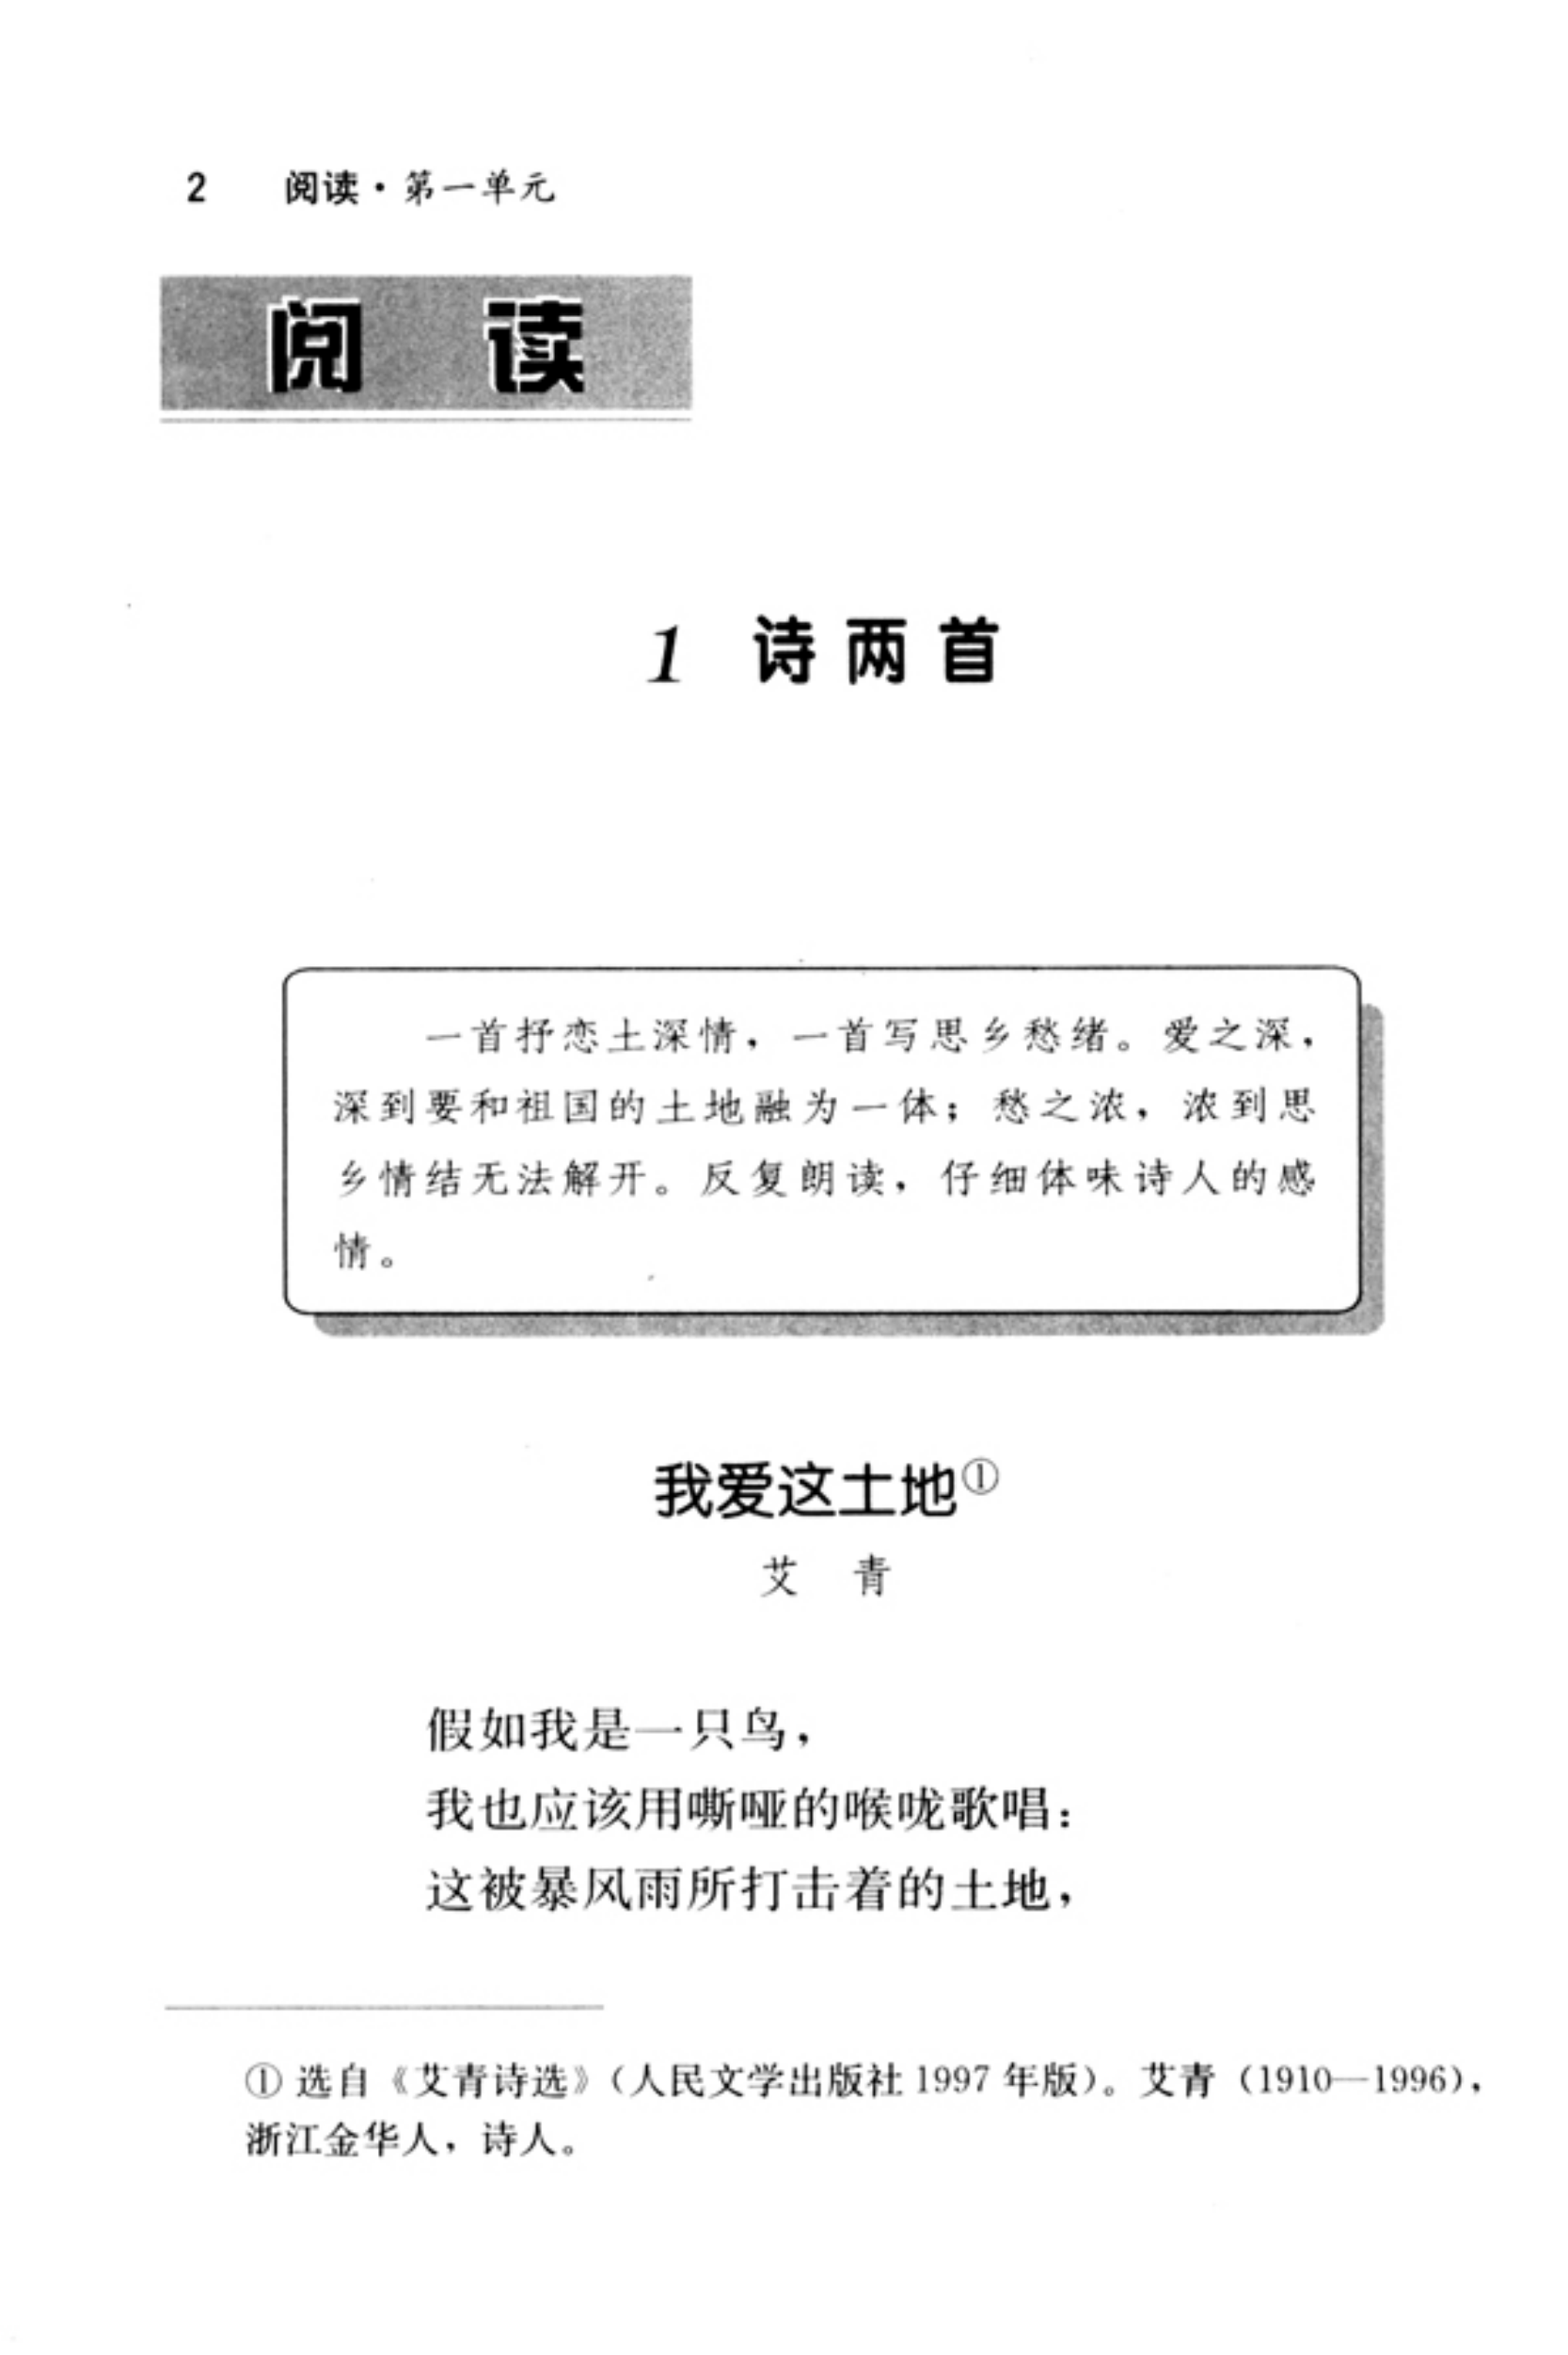 2 阅读·第一单元
阅 读
1 诗两首
一首抒恋土深情，一首写思乡愁绪。爱之深，
深到要和祖国的土地融为一体；愁之浓，浓到思
乡情结无法解开。反复朗读，仔细体味诗人的感
情。
我爱这土地①
艾 青
假如我是一只鸟，
我也应该用嘶哑的喉咙歌唱：
这被暴风雨所打击着的土地，
① 选自《艾青诗选》（人民文学出版社 1997 年版）。艾青（1910—1996），
浙江金华人，诗人。